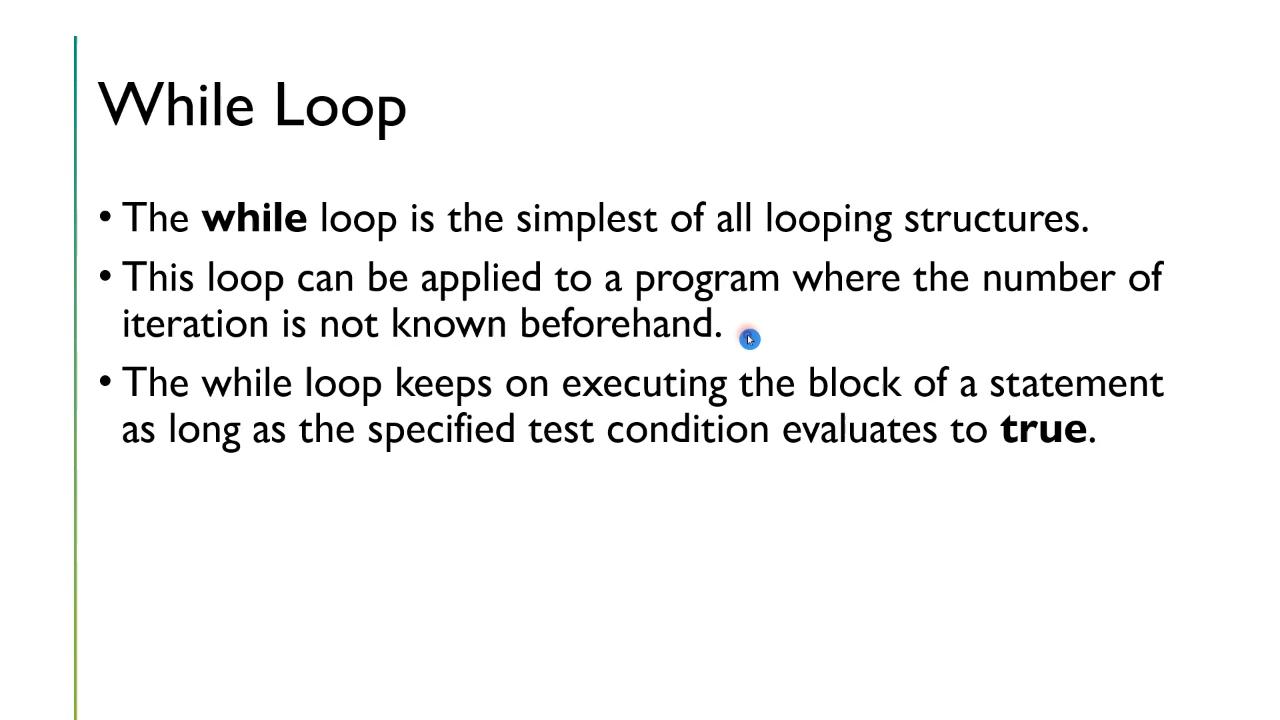 While Loop
• The while loop is the simplest of all looping structures.
• This loop can be applied to a program where the number of
iteration is not known beforehand.
• The while loop keeps on executing the block of a statement
as long as the specified test condition evaluates to true.